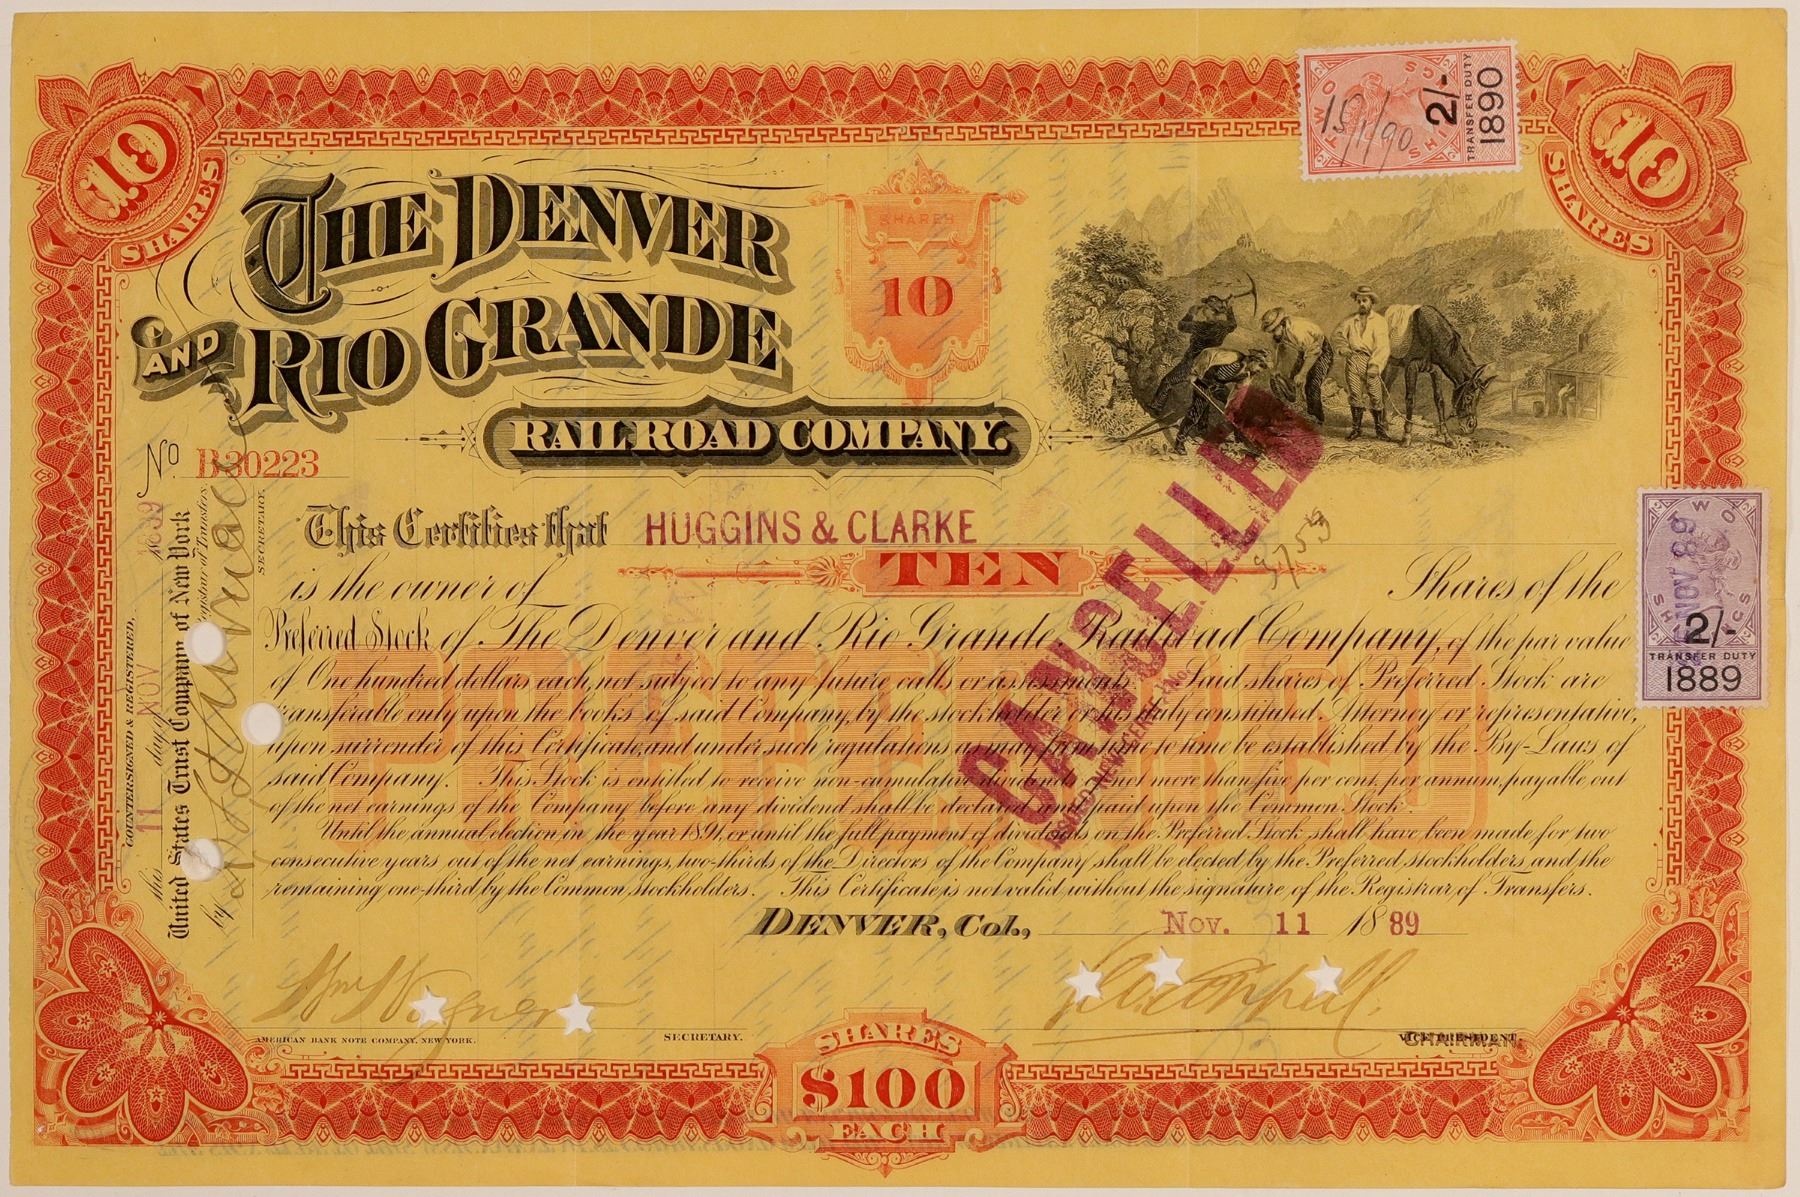 10
SHARES
10
SHARES
2/-
TRANSFER DUTY
1890
15/1/90
THE DENVER
AND RIO GRANDE
RAILROAD COMPANY.
SHARES
10
No. B30223
This Certifies that HUGGINS & CLARKE
is the owner of TEN Shares of the
Preferred Stock of The Denver and Rio Grande Railroad Company, of the par value
of One hundred dollars each, not subject to any future calls or assessments. Said shares of Preferred Stock are
transferable only upon the books of said Company, by the stockholder or his duly constituted Attorney or representative,
upon surrender of this Certificate, and under such regulations as may from time to time be established by the By-Laws of
said Company. This Stock is entitled to receive non-cumulative dividends of not more than five per cent. per annum, payable out
of the net earnings of the Company before any dividend shall be declared and paid upon the Common Stock.
Until the annual election in the year 1891, or until the full payment of dividends on the Preferred Stock shall have been made for two
consecutive years out of the net earnings, two-thirds of the Directors of the Company shall be elected by the Preferred stockholders, and the
remaining one-third by the Common stockholders. This Certificate is not valid without the signature of the Registrar of Transfers.
PREFERRED
CANCELLED
DENVER, Col., Nov. 11 1889
COUNTERSIGNED & REGISTERED.
this 11 day of NOV 1889
United States Trust Company of New York
by
Registrar of Transfers.
SECRETARY.
NOV. 89
2/-
TRANSFER DUTY
1889
Wm Wagner
AMERICAN BANK NOTE COMPANY, NEW YORK.
SECRETARY.
VICE PRESIDENT.
CHAIRMAN.
SHARES
$100
EACH